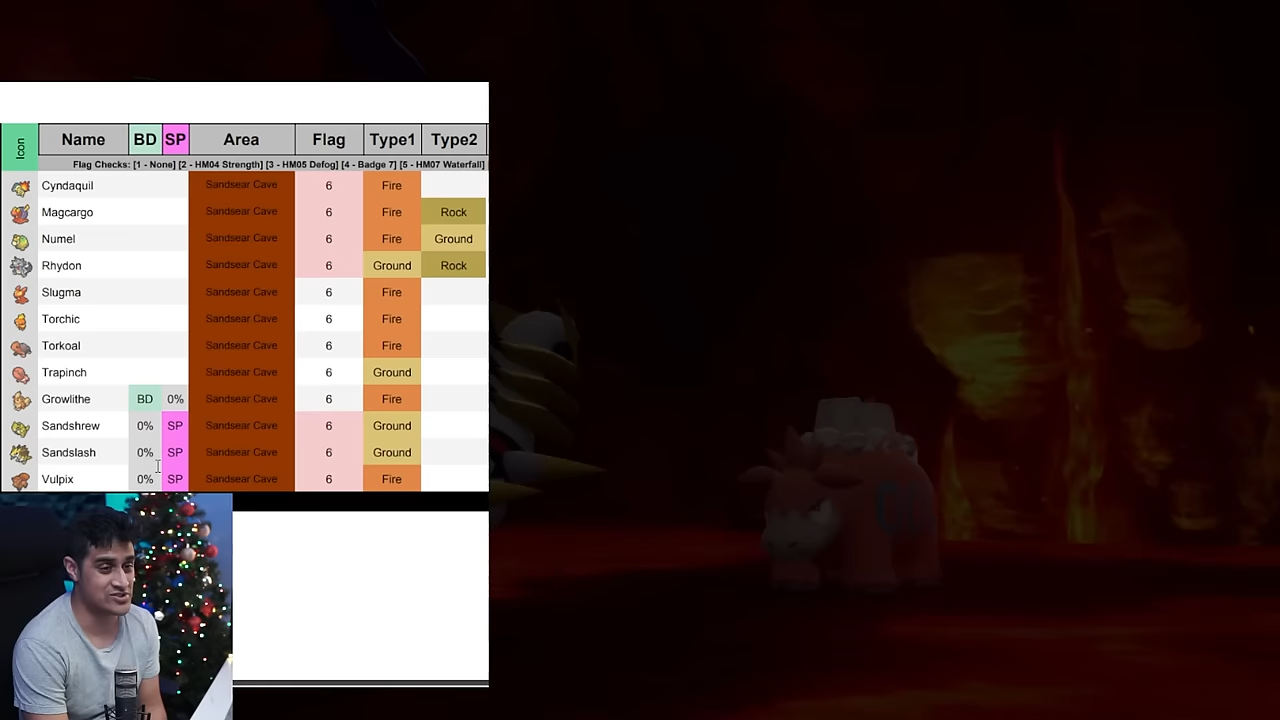 Icon Name BD SP Area Flag Type1 Type2
Flag Checks: [1 - None] [2 - HM04 Strength] [3 - HM05 Defog] [4 - Badge 7] [5 - HM07 Waterfall]
Cyndaquil Sandsear Cave 6 Fire
Magcargo Sandsear Cave 6 Fire Rock
Numel Sandsear Cave 6 Fire Ground
Rhydon Sandsear Cave 6 Ground Rock
Slugma Sandsear Cave 6 Fire
Torchic Sandsear Cave 6 Fire
Torkoal Sandsear Cave 6 Fire
Trapinch Sandsear Cave 6 Ground
Growlithe BD 0% Sandsear Cave 6 Fire
Sandshrew 0% SP Sandsear Cave 6 Ground
Sandslash 0% SP Sandsear Cave 6 Ground
Vulpix 0% SP Sandsear Cave 6 Fire